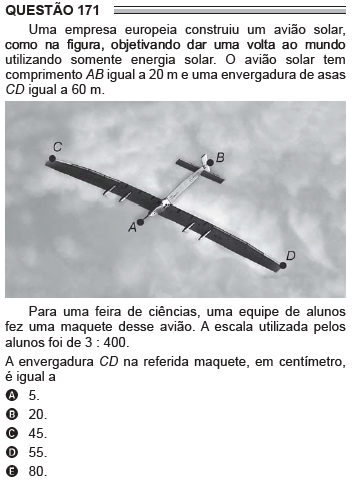 QUESTÃO 171
Uma empresa europeia construiu um avião solar,
como na figura, objetivando dar uma volta ao mundo
utilizando somente energia solar. O avião solar tem
comprimento AB igual a 20 m e uma envergadura de asas
CD igual a 60 m.
C
B
A
D
Para uma feira de ciências, uma equipe de alunos
fez uma maquete desse avião. A escala utilizada pelos
alunos foi de 3 : 400.
A envergadura CD na referida maquete, em centímetro,
é igual a
A 5.
B 20.
C 45.
D 55.
E 80.